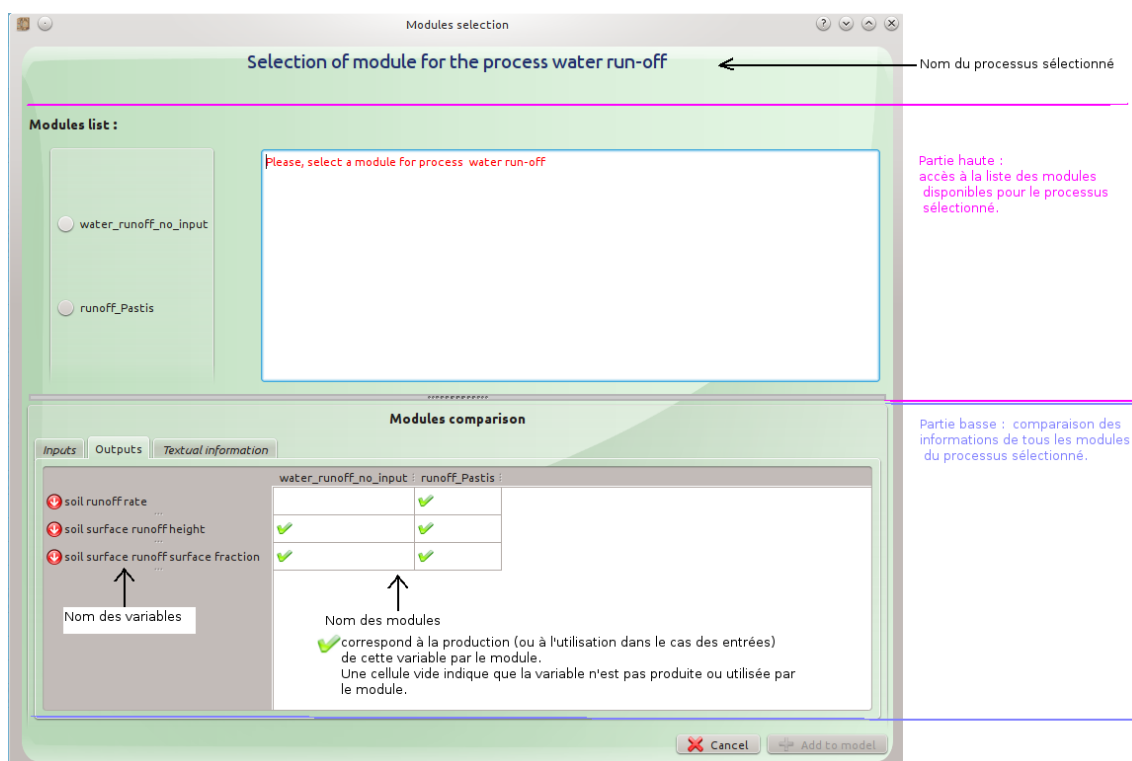 Modules selection
Selection of module for the process water run-off
Nom du processus sélectionné
Modules list :
Please, select a module for process water run-off
Partie haute :
accès à la liste des modules
disponibles pour le processus
sélectionné.
water_runoff_no_input
runoff_Pastis
Modules comparison
Partie basse : comparaison des
informations de tous les modules
du processus sélectionné.
Inputs Outputs Textual information
water_runoff_no_input runoff_Pastis
soil runoff rate
...
soil surface runoff height
...
soil surface runoff surface fraction
...
Nom des variables
Nom des modules
correspond à la production (ou à l'utilisation dans le cas des entrées)
de cette variable par le module.
Une cellule vide indique que la variable n'est pas produite ou utilisée par
le module.
Cancel Add to model